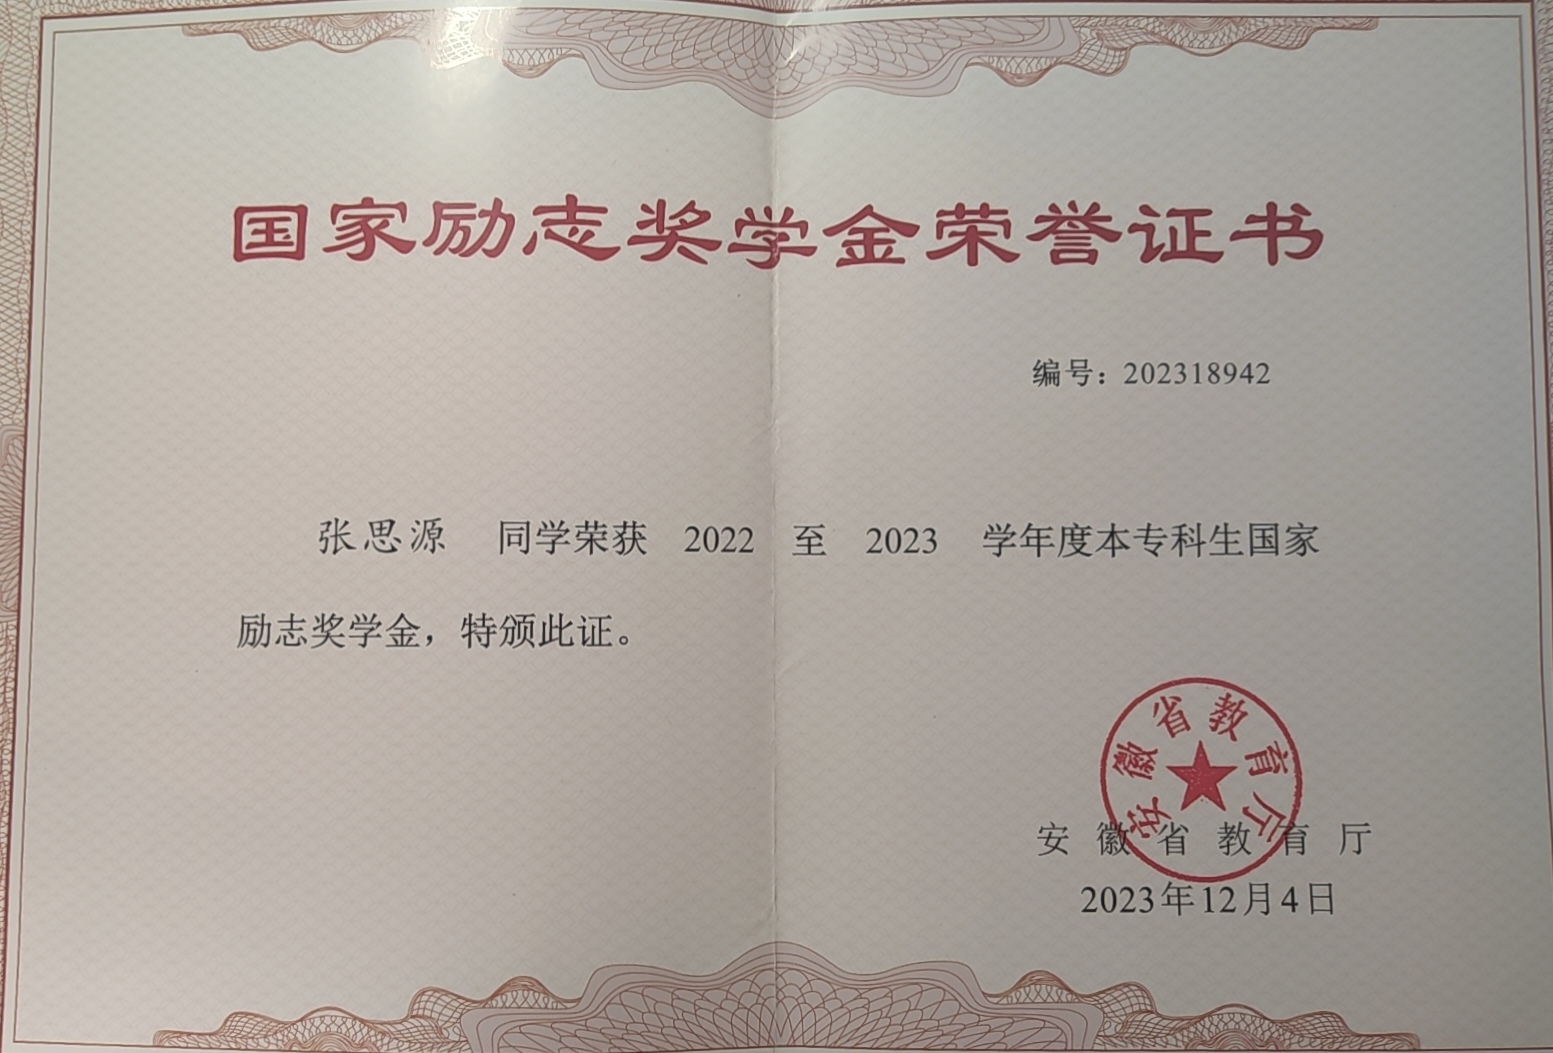 国家励志奖学金荣誉证书
编号：202318942
张思源 同学荣获 2022 至 2023 学年度本专科生国家
励志奖学金，特颁此证。
安徽省教育厅
安徽省教育厅
2023年12月4日